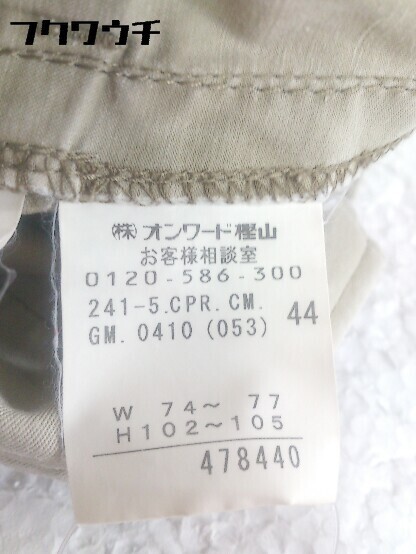 フクワウチ
㈱オンワード樫山
お客様相談室
0120-586-300
241-5.CPR.CM.
GM.0410(053) 44
W 74～ 77
H102～105
478440